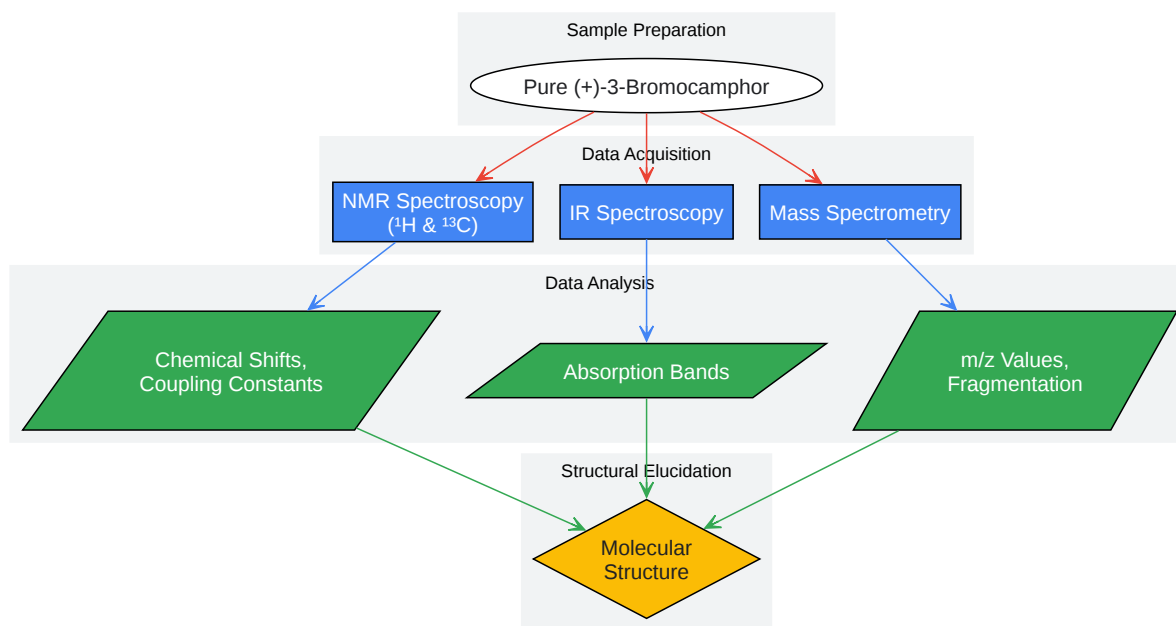 Sample Preparation
Pure (+)-3-Bromocamphor
Data Acquisition
NMR Spectroscopy
(¹H & ¹³C)
IR Spectroscopy
Mass Spectrometry
Data Analysis
Chemical Shifts,
Coupling Constants
Absorption Bands
m/z Values,
Fragmentation
Structural Elucidation
Molecular
Structure